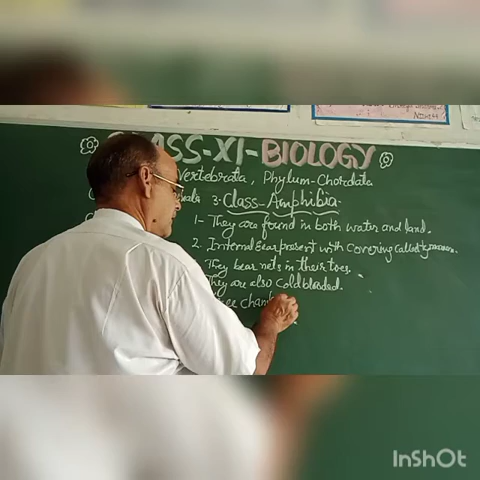 CLASS-XI-BIOLOGY
Vertebrata, Phylum-Chordata
3. Class-Amphibia-
1- They are found in both water and land.
2. Internal Ear present with Covering called tympanum.
They bear nets in their toes.
They are also Cold blooded.
InShOt